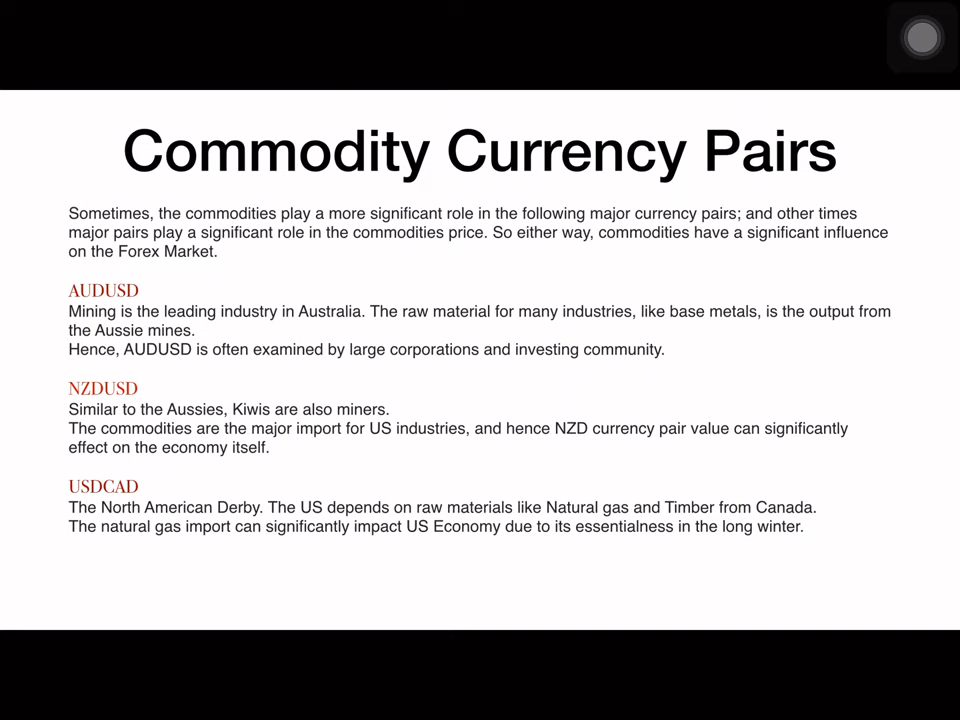 Commodity Currency Pairs
Sometimes, the commodities play a more significant role in the following major currency pairs; and other times
major pairs play a significant role in the commodities price. So either way, commodities have a significant influence
on the Forex Market.
AUDUSD
Mining is the leading industry in Australia. The raw material for many industries, like base metals, is the output from
the Aussie mines.
Hence, AUDUSD is often examined by large corporations and investing community.
NZDUSD
Similar to the Aussies, Kiwis are also miners.
The commodities are the major import for US industries, and hence NZD currency pair value can significantly
effect on the economy itself.
USDCAD
The North American Derby. The US depends on raw materials like Natural gas and Timber from Canada.
The natural gas import can significantly impact US Economy due to its essentialness in the long winter.